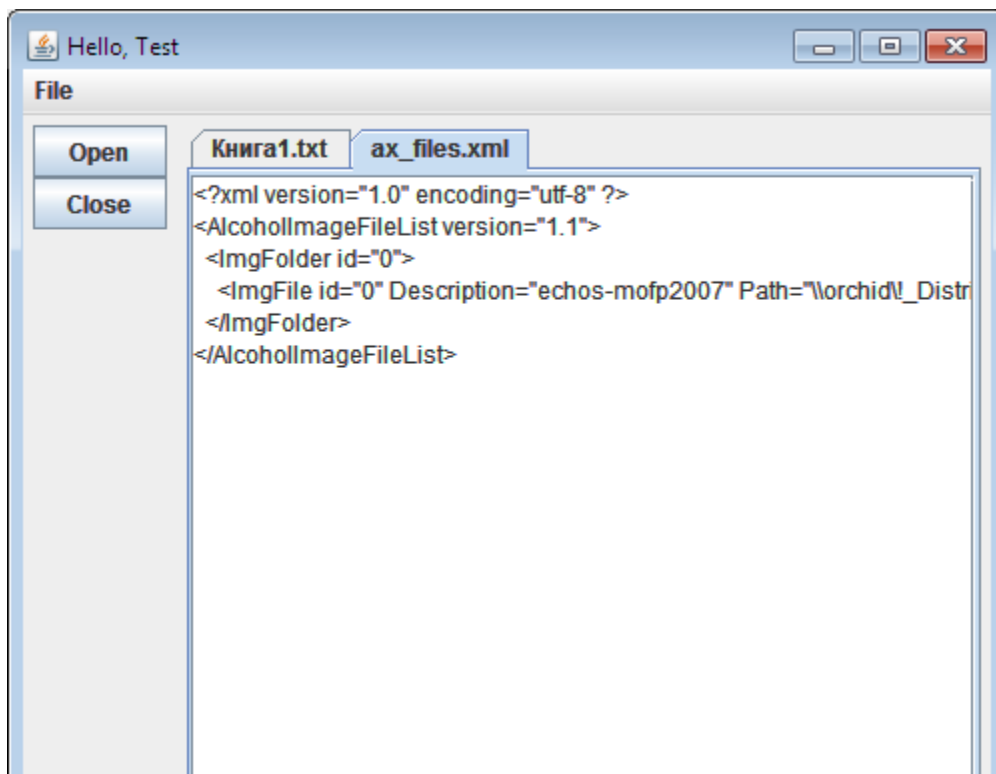 Hello, Test
File
Open
Close
Книга1.txt
ax_files.xml
<?xml version="1.0" encoding="utf-8" ?>
<AlcoholImageFileList version="1.1">
<ImgFolder id="0">
<ImgFile id="0" Description="echos-mofp2007" Path="\\orchid\!_Distri
</ImgFolder>
</AlcoholImageFileList>